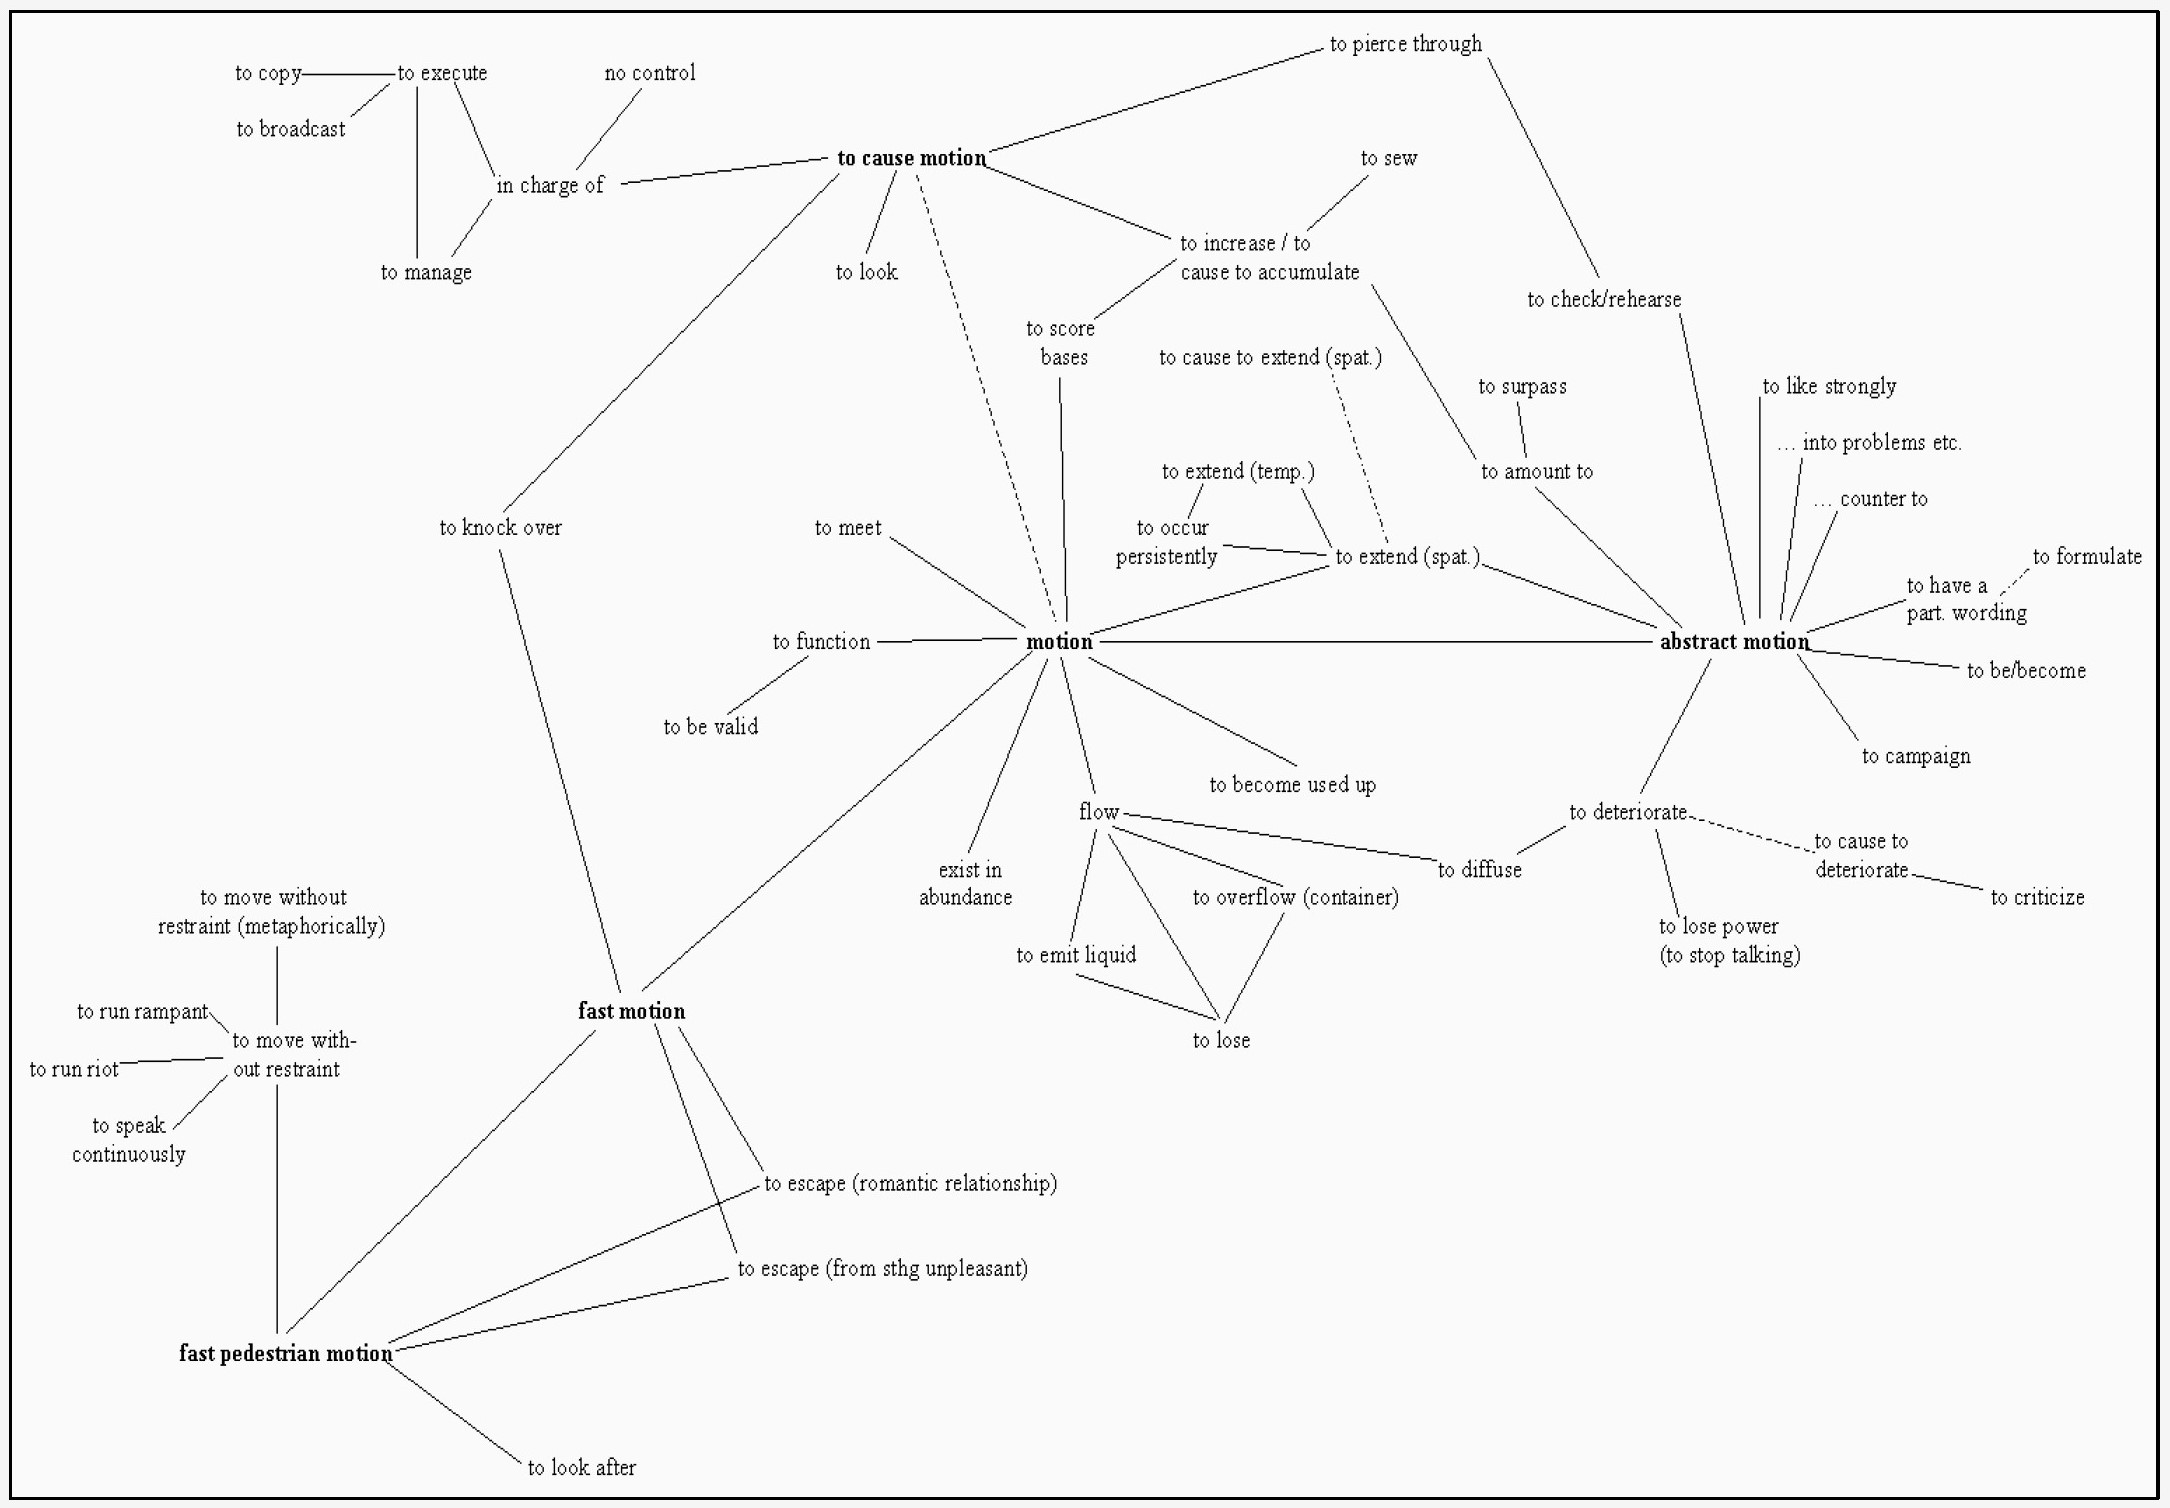 to pierce through
to copy
to execute
no control
to broadcast
to cause motion
to sew
in charge of
to increase / to
cause to accumulate
to manage
to look
to check/rehearse
to score
bases
to cause to extend (spat.)
to surpass
to like strongly
... into problems etc.
to extend (temp.)
to amount to
... counter to
to knock over
to meet
to occur
persistently
to extend (spat.)
to formulate
to have a
part. wording
to function
motion
abstract motion
to be/become
to be valid
to campaign
to become used up
flow
to deteriorate
to cause to
deteriorate
exist in
abundance
to diffuse
to move without
restraint (metaphorically)
to overflow (container)
to criticize
to lose power
(to stop talking)
to emit liquid
to run rampant
fast motion
to move with-
out restraint
to lose
to run riot
to speak
continuously
to escape (romantic relationship)
to escape (from sthg unpleasant)
fast pedestrian motion
to look after